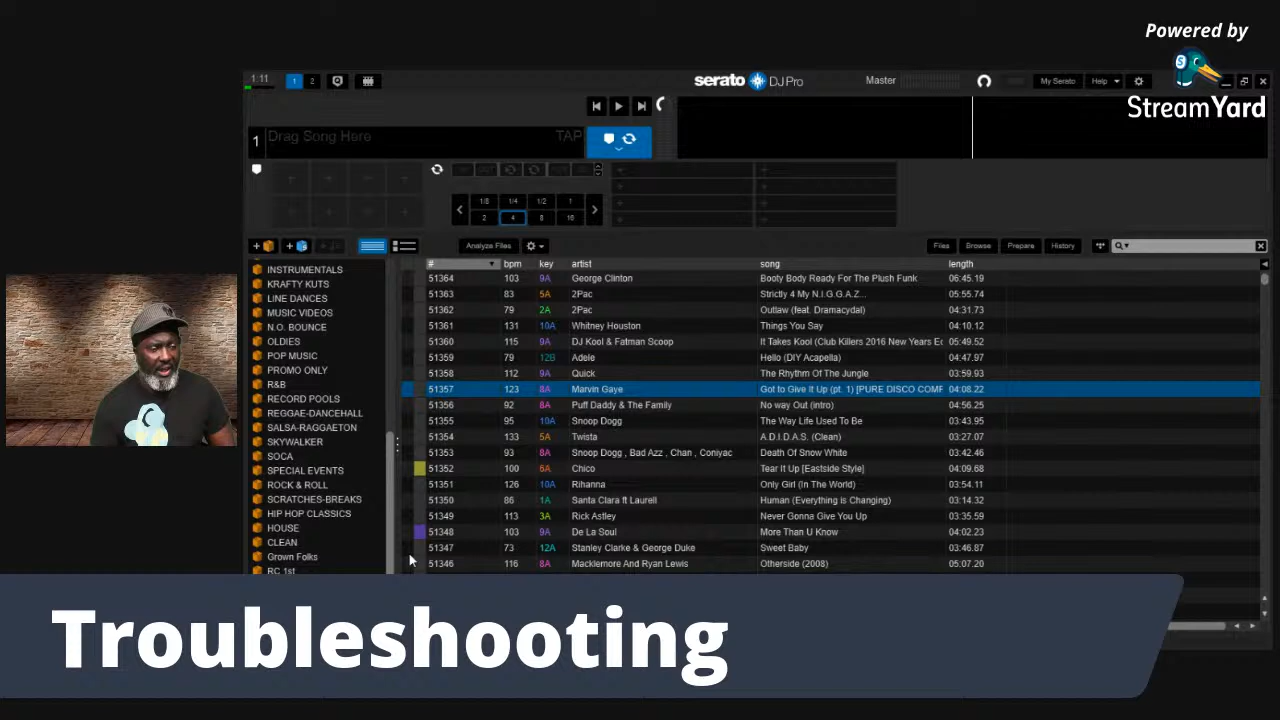 Powered by
StreamYard
1:11
1 2
serato DJ Pro
Master
My Serato Help
1 Drag Song Here TAP
1/8 1/4 1/2 1
2 4 8 16
Analyze Files
Files Browse Prepare History
INSTRUMENTALS
KRAFTY KUTS
LINE DANCES
MUSIC VIDEOS
N.O. BOUNCE
OLDIES
POP MUSIC
PROMO ONLY
R&B
RECORD POOLS
REGGAE-DANCEHALL
SALSA-RAGGAETON
SKYWALKER
SOCA
SPECIAL EVENTS
ROCK & ROLL
SCRATCHES-BREAKS
HIP HOP CLASSICS
HOUSE
CLEAN
Grown Folks
RC 1st
# bpm key artist song length
51364 103 9A George Clinton Booty Body Ready For The Plush Funk 06:45.19
51363 83 5A 2Pac Strictly 4 My N.I.G.G.A.Z... 05:55.74
51362 79 2A 2Pac Outlaw (feat. Dramacydal) 04:31.73
51361 131 10A Whitney Houston Things You Say 04:10.12
51360 115 9A DJ Kool & Fatman Scoop It Takes Kool (Club Killers 2016 New Years Ec 05:49.52
51359 79 12B Adele Hello (DIY Acapella) 04:47.97
51358 112 9A Quick The Rhythm Of The Jungle 03:59.93
51357 123 8A Marvin Gaye Got to Give It Up (pt. 1) [PURE DISCO COMF 04:08.22
51356 92 8A Puff Daddy & The Family No way Out (intro) 04:56.25
51355 95 10A Snoop Dogg The Way Life Used To Be 03:43.95
51354 133 5A Twista A.D.I.D.A.S. (Clean) 03:27.07
51353 93 8A Snoop Dogg , Bad Azz , Chan , Coniyac Death Of Snow White 03:42.46
51352 100 6A Chico Tear It Up [Eastside Style] 04:09.68
51351 126 10A Rihanna Only Girl (In The World) 03:54.11
51350 86 1A Santa Clara ft Laurell Human (Everything is Changing) 03:14.32
51349 113 3A Rick Astley Never Gonna Give You Up 03:35.59
51348 103 9A De La Soul More Than U Know 04:02.23
51347 73 12A Stanley Clarke & George Duke Sweet Baby 03:46.87
51346 116 8A Macklemore And Ryan Lewis Otherside (2008) 05:07.20
Troubleshooting